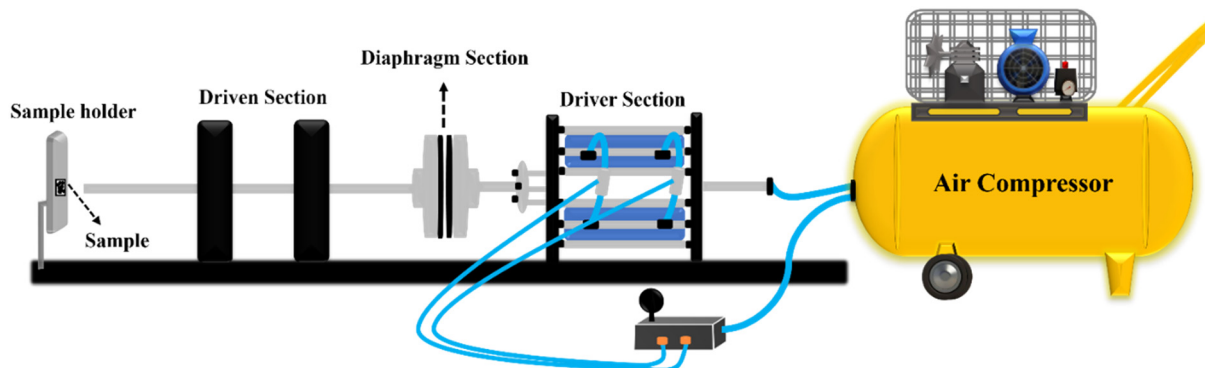 Diaphragm Section
Driven Section
Driver Section
Sample holder
Air Compressor
Sample